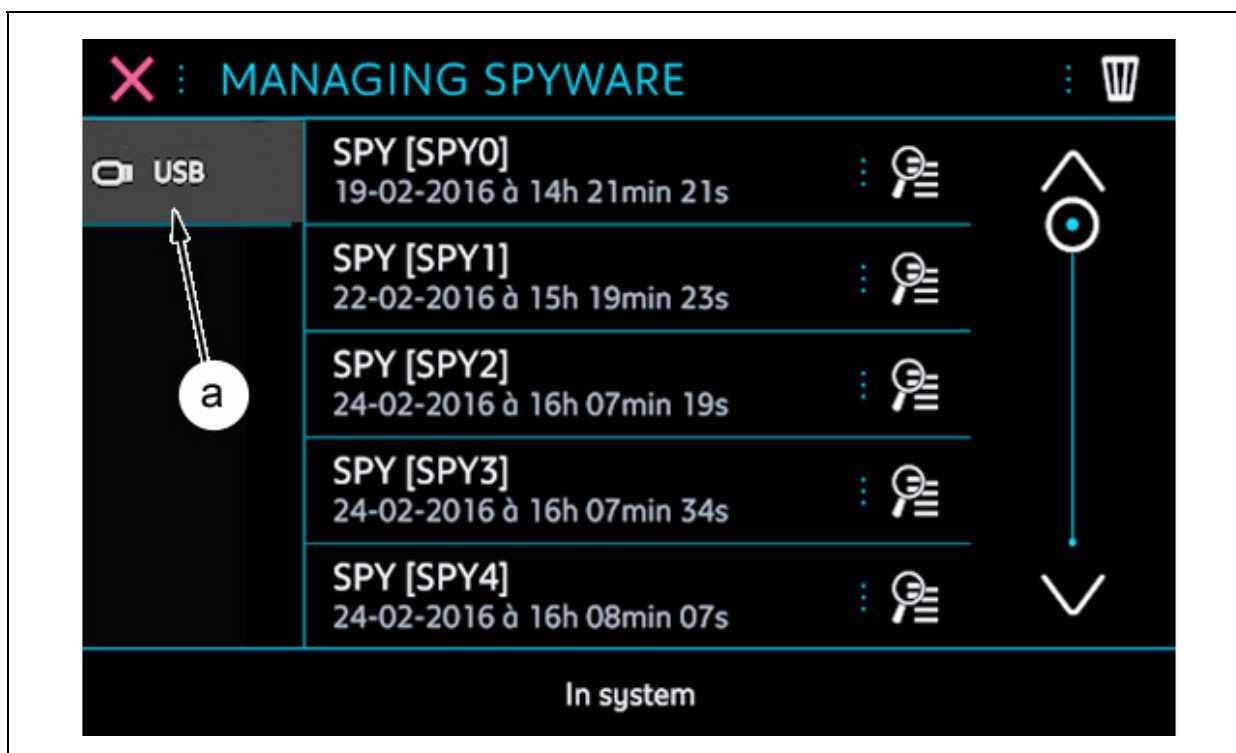 MANAGING SPYWARE
USB
SPY [SPY0]
19-02-2016 à 14h 21min 21s
SPY [SPY1]
22-02-2016 à 15h 19min 23s
SPY [SPY2]
24-02-2016 à 16h 07min 19s
a
SPY [SPY3]
24-02-2016 à 16h 07min 34s
SPY [SPY4]
24-02-2016 à 16h 08min 07s
In system